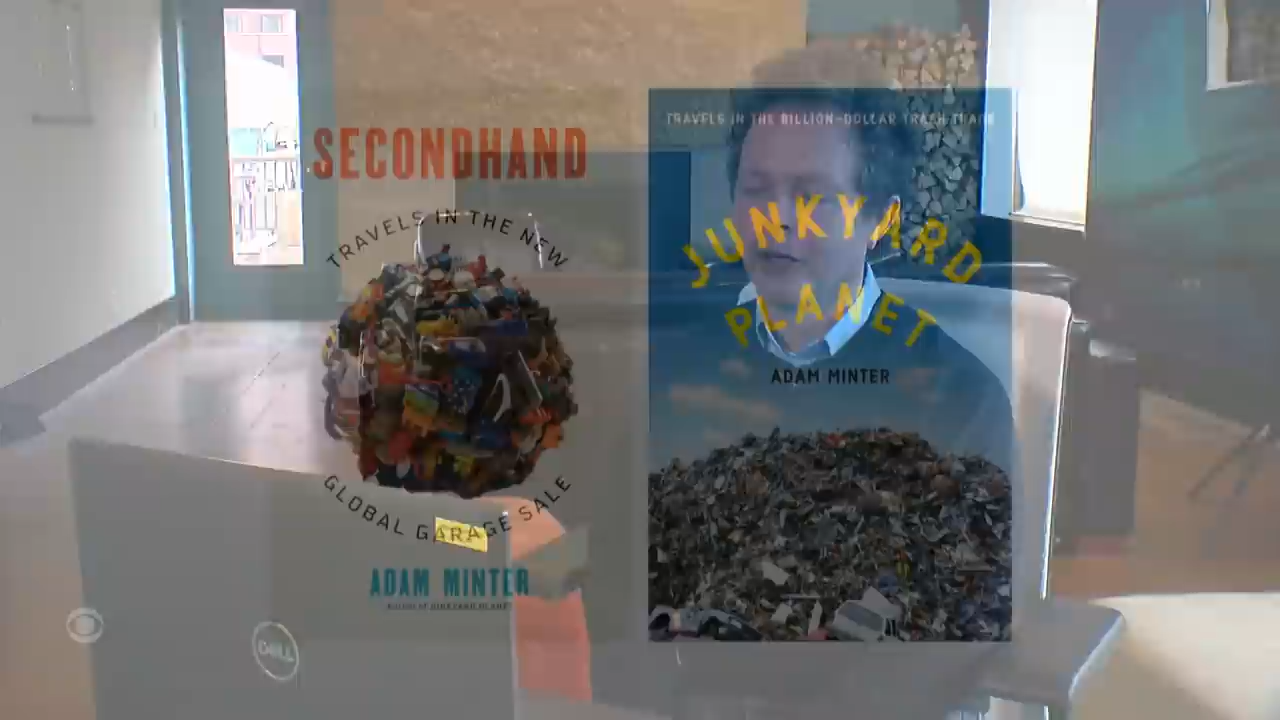 SECONDHAND
TRAVELS IN THE NEW
GLOBAL GARAGE SALE
ADAM MINTER
TRAVELS IN THE BILLION-DOLLAR TRASH TRADE
JUNKYARD
PLANET
ADAM MINTER
DELL